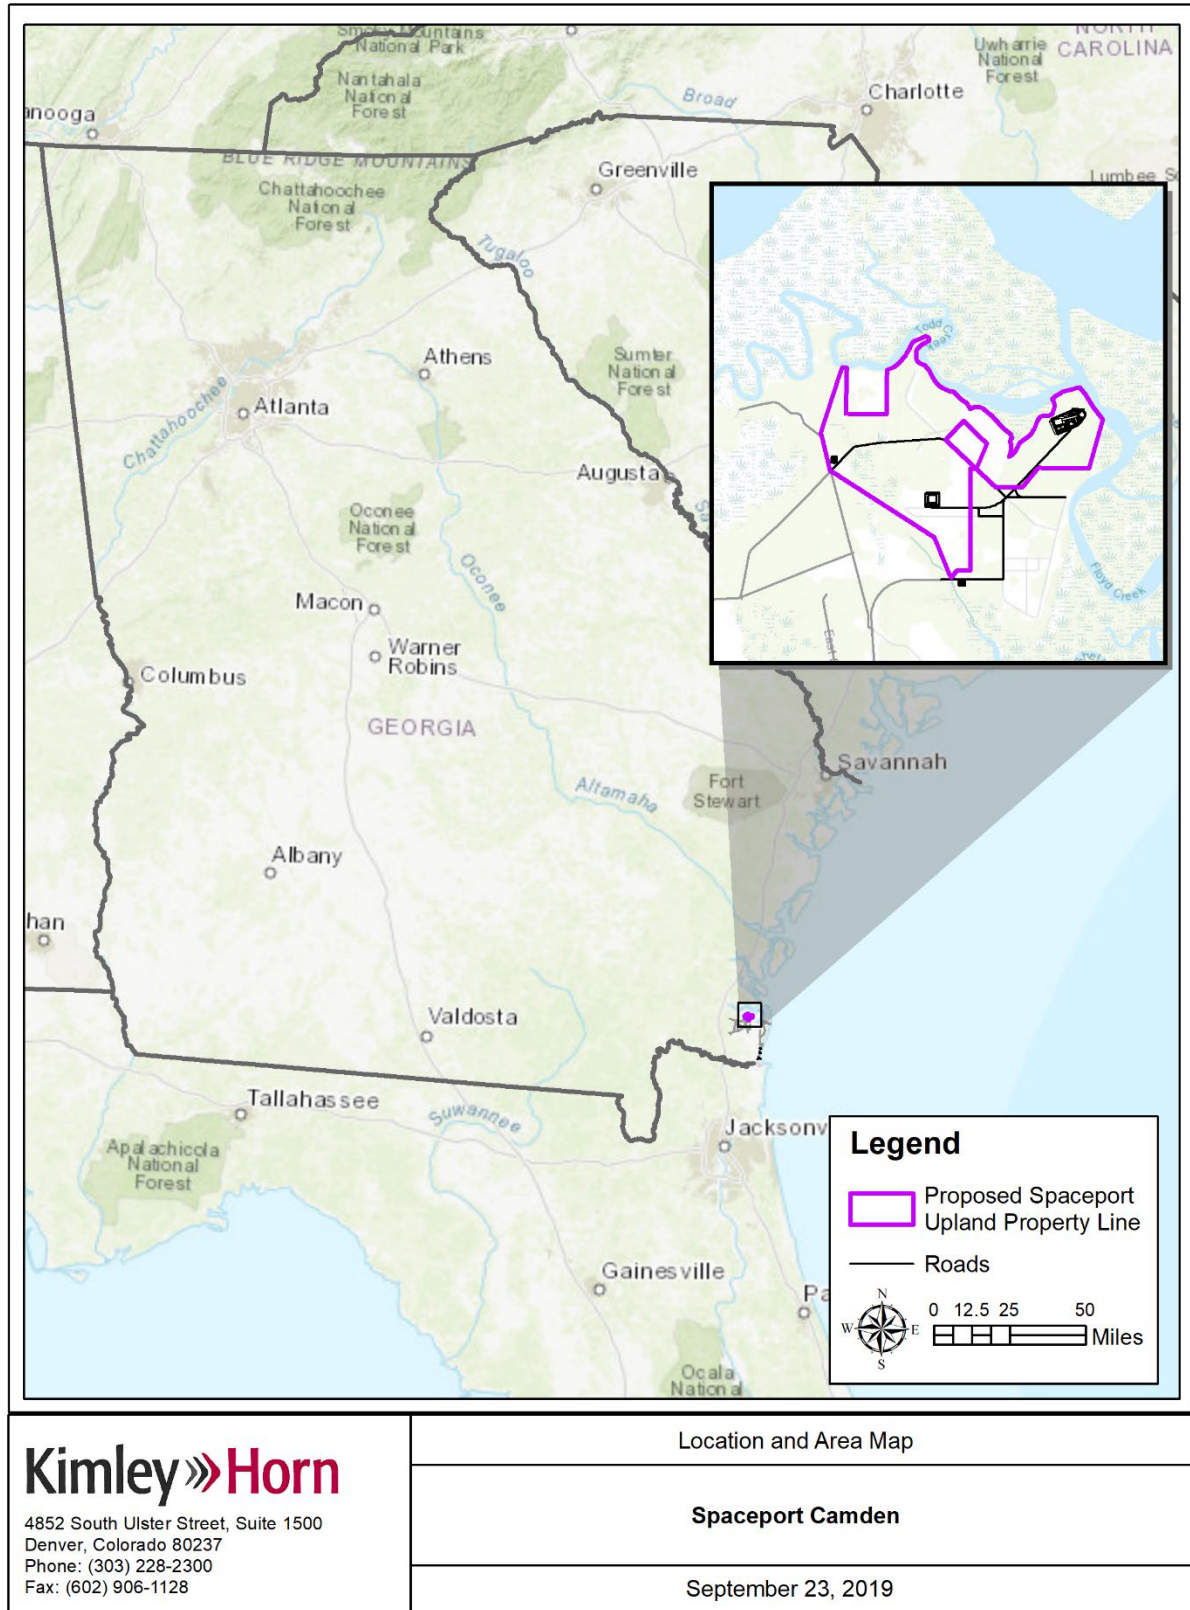 Smoky Mountains
National Park
NORTH
CAROLINA
Uwharrie
National
Forest
Nantahala
National
Forest
Broad
Charlotte
anooga
BLUE RIDGE MOUNTAINS
Greenville
Lumbee
Chattahoochee
National
Forest
Tugaloo
Todd
Creek
Athens
Sumter
National
Forest
Chattahoochee
Atlanta
Augusta
Oconee
National
Forest
Oconee
Floyd Creek
Macon
Warner
Robins
East
Columbus
GEORGIA
Savannah
Fort
Stewart
Altamaha
Albany
han
Valdosta
Tallahassee
Suwannee
Jacksonv
Apalachicola
National
Forest
Gainesville
Pa
Ocala
National
Legend
Proposed Spaceport
Upland Property Line
Roads
N
W E
S
0 12.5 25 50
Miles
Kimley Horn
4852 South Ulster Street, Suite 1500
Denver, Colorado 80237
Phone: (303) 228-2300
Fax: (602) 906-1128
Location and Area Map
Spaceport Camden
September 23, 2019